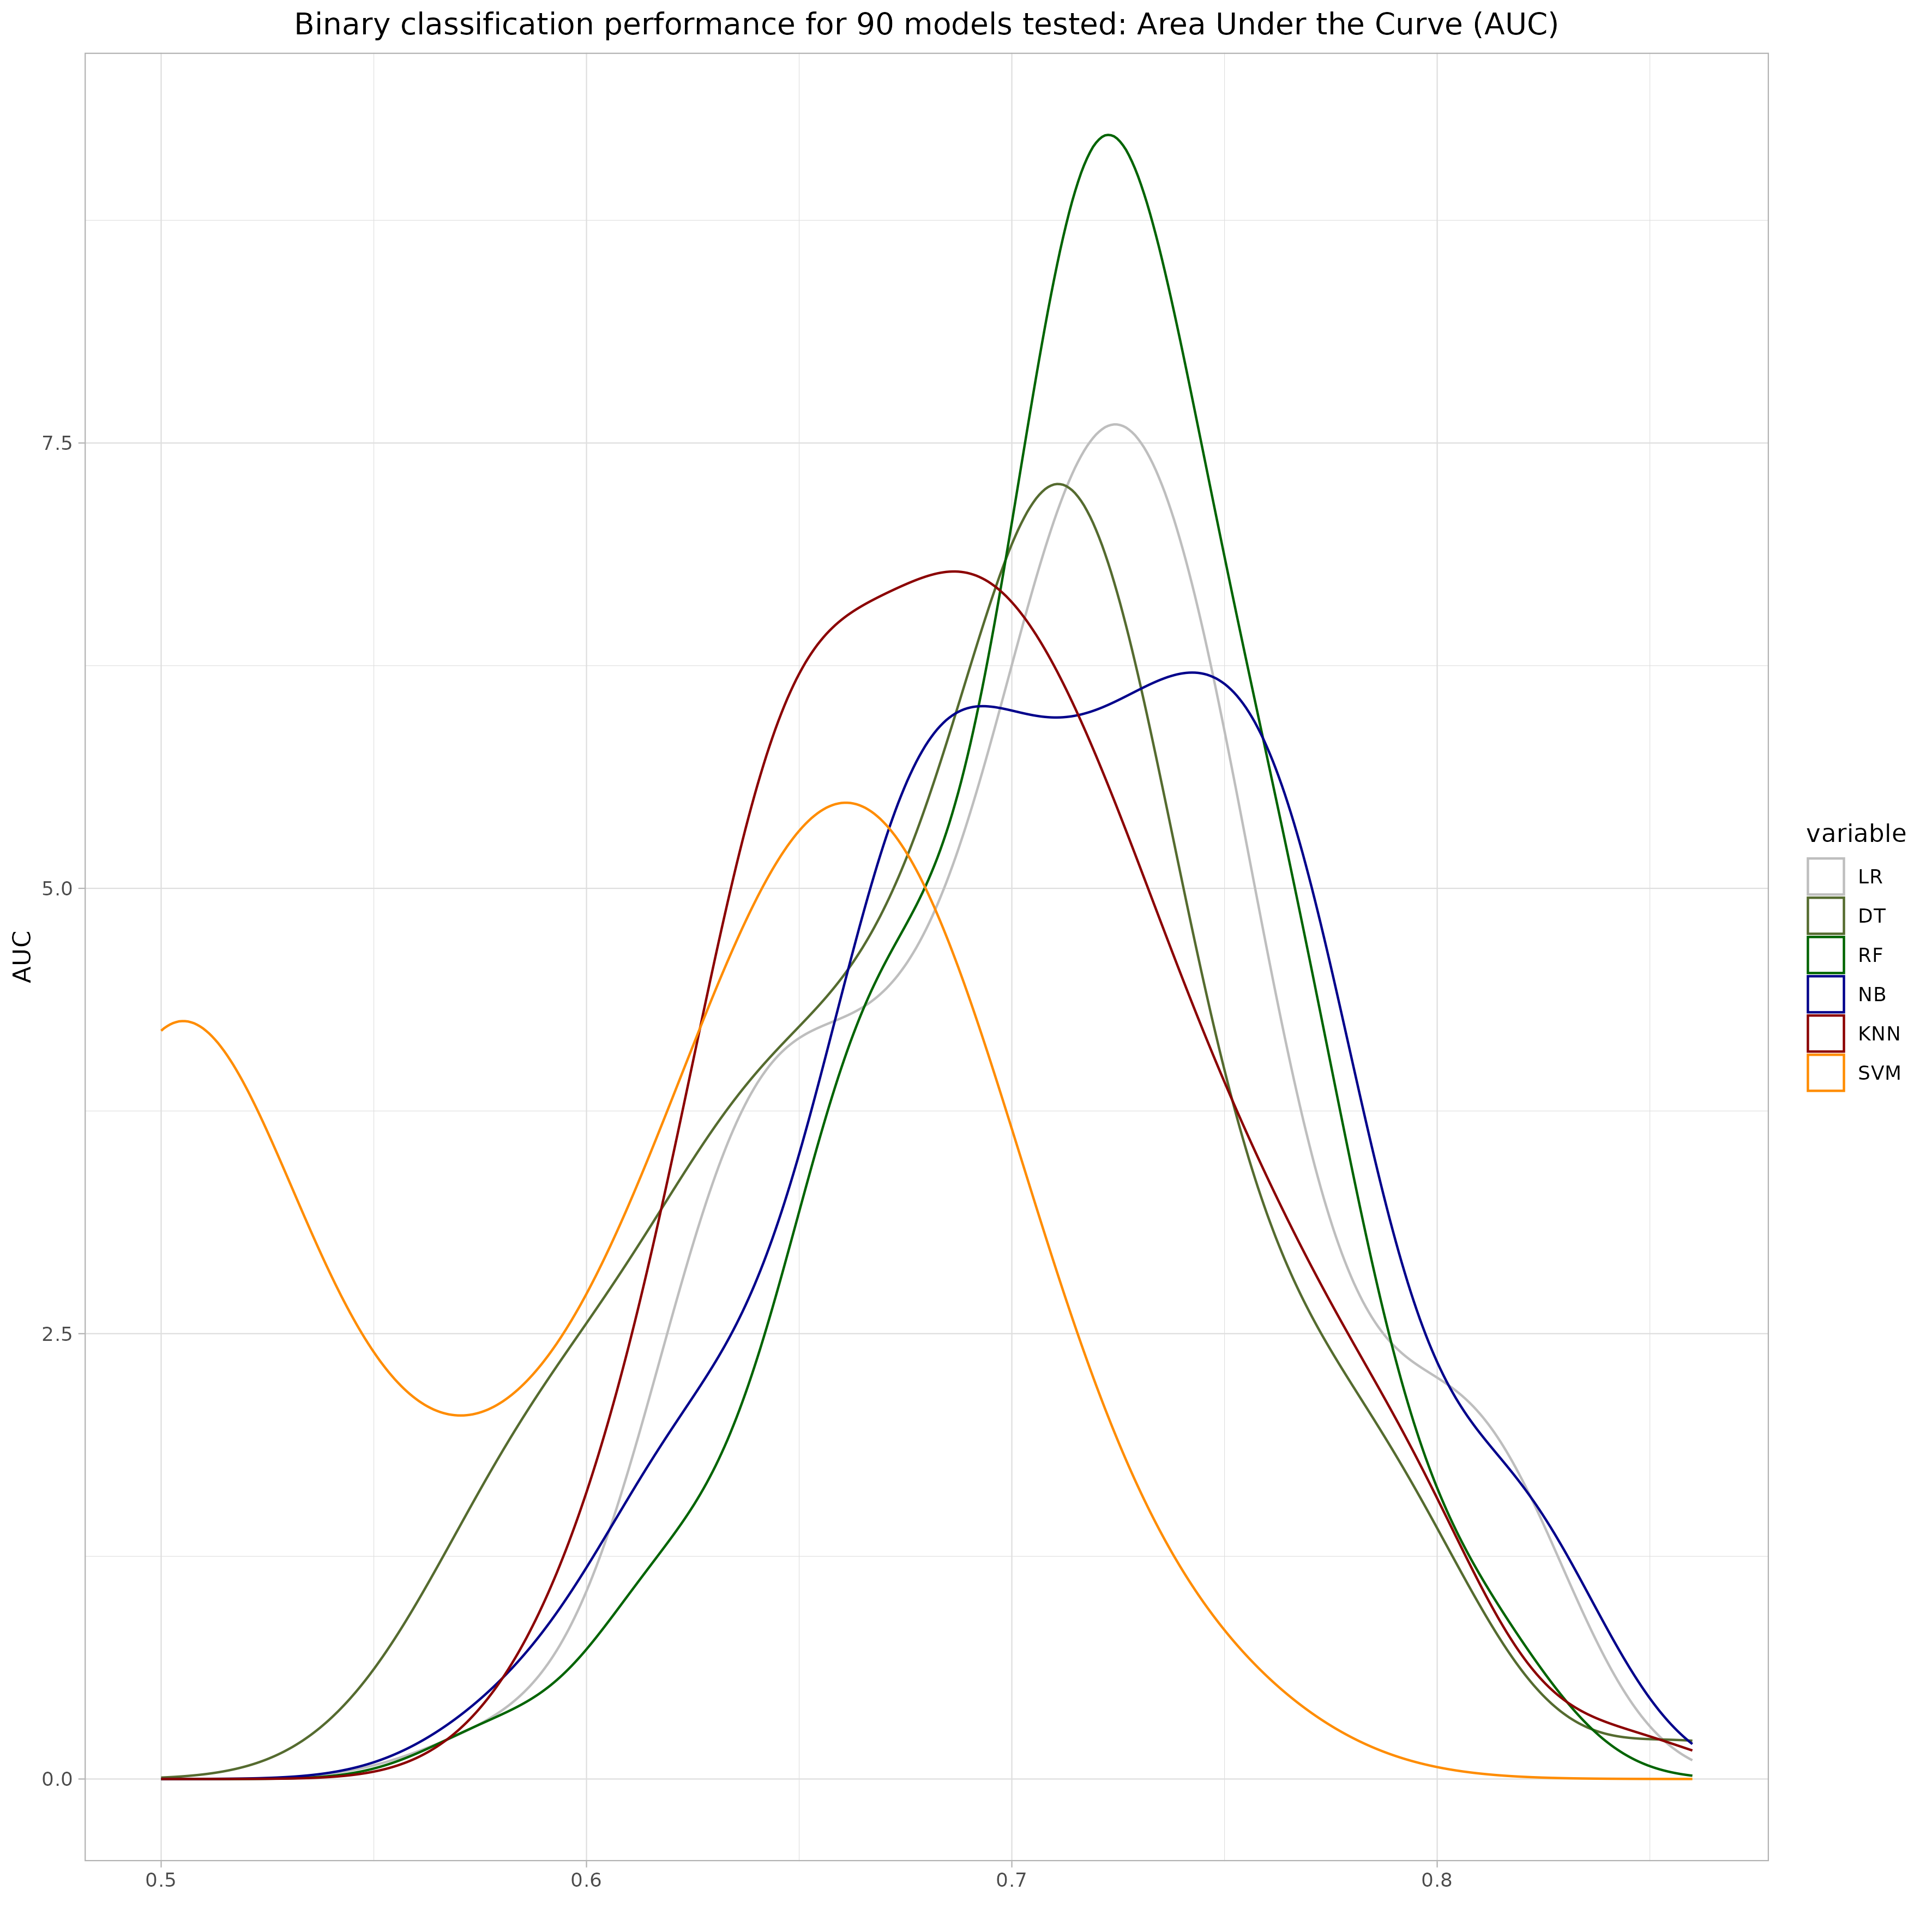 Binary classification performance for 90 models tested: Area Under the Curve (AUC)
AUC
7.5
5.0
2.5
0.0
0.5
0.6
0.7
0.8
variable
LR
DT
RF
NB
KNN
SVM